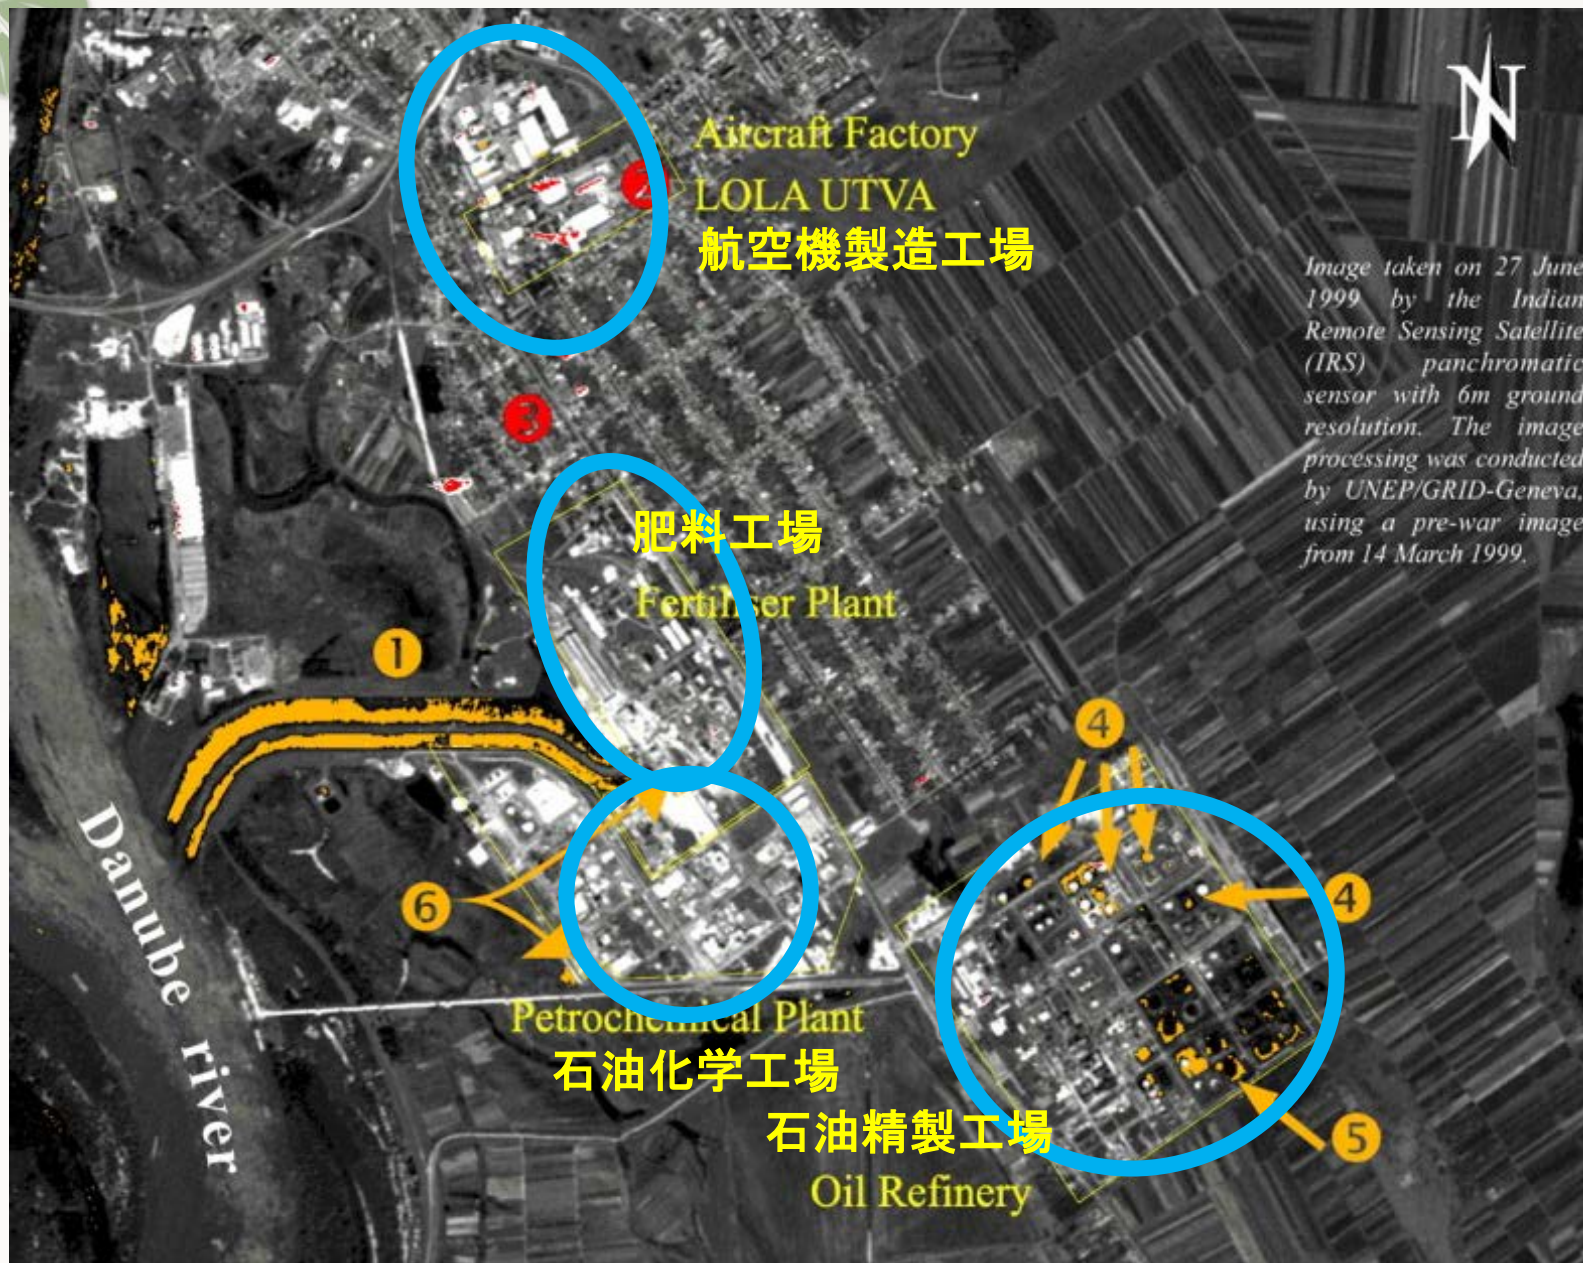 N
Aircraft Factory
LOLA UTVA
航空機製造工場
2
Image taken on 27 June
1999 by the Indian
Remote Sensing Satellite
(IRS) panchromatic
sensor with 6m ground
resolution. The image
processing was conducted
by UNEP/GRID-Geneva,
using a pre-war image
from 14 March 1999.
3
肥料工場
Fertiliser Plant
1
4
4
6
Danube river
Petrochemical Plant
石油化学工場
石油精製工場
5
Oil Refinery